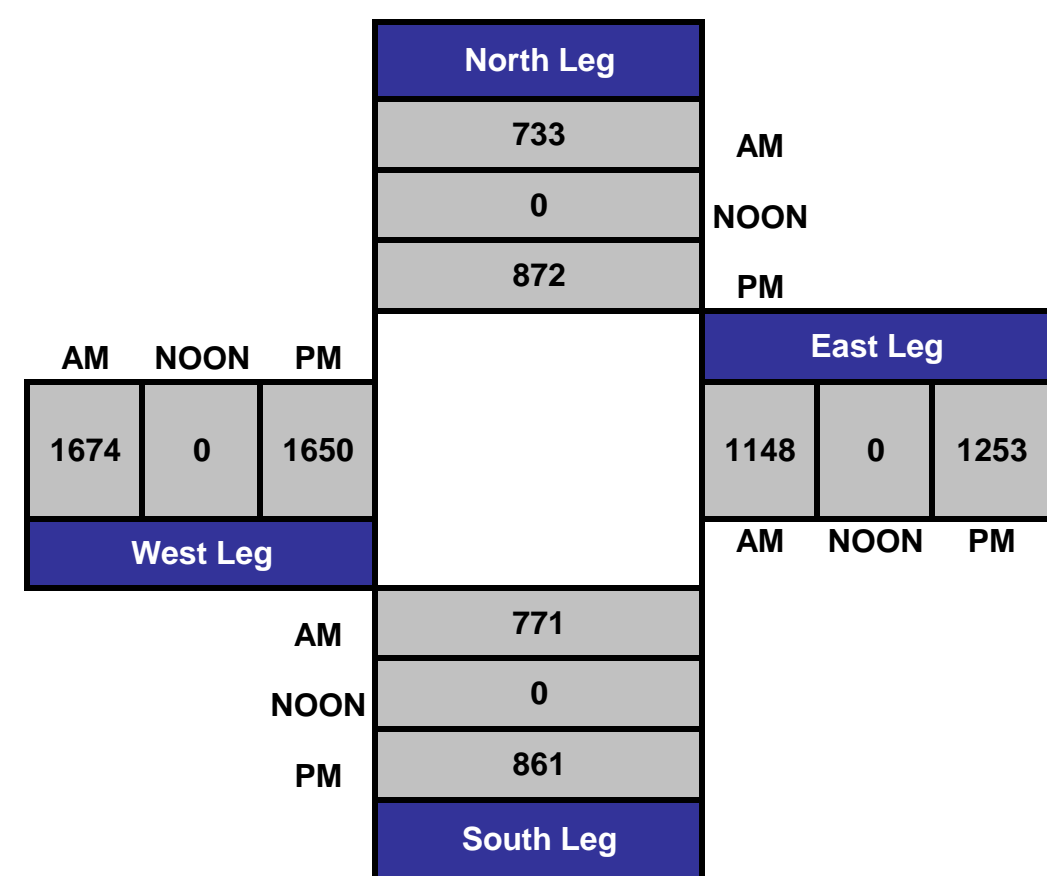 North Leg
733
AM
0
NOON
872
PM
East Leg
AM NOON PM
1674 0 1650
1148 0 1253
West Leg
AM NOON PM
AM
771
NOON
0
PM
861
South Leg